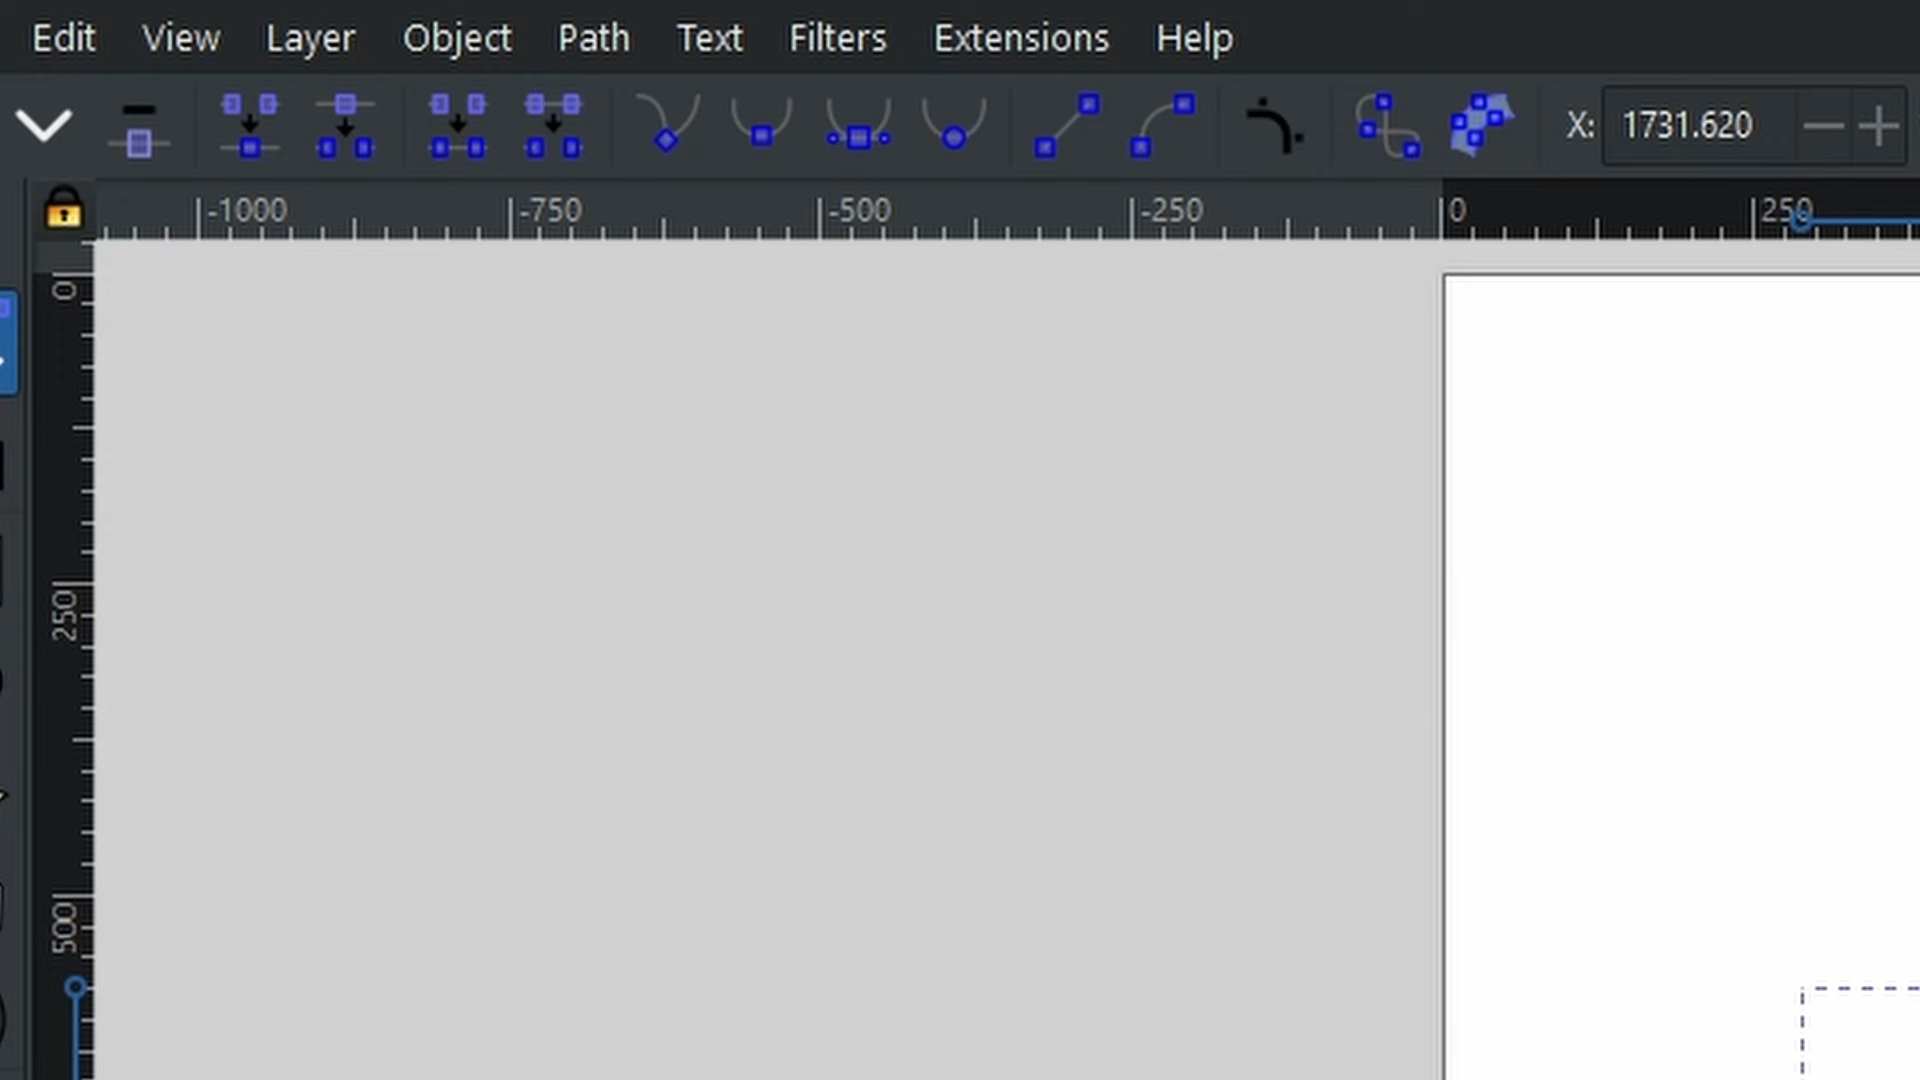 Edit View Layer Object Path Text Filters Extensions Help
X: 1731.620
-1000 -750 -500 -250 0 250
0
250
500